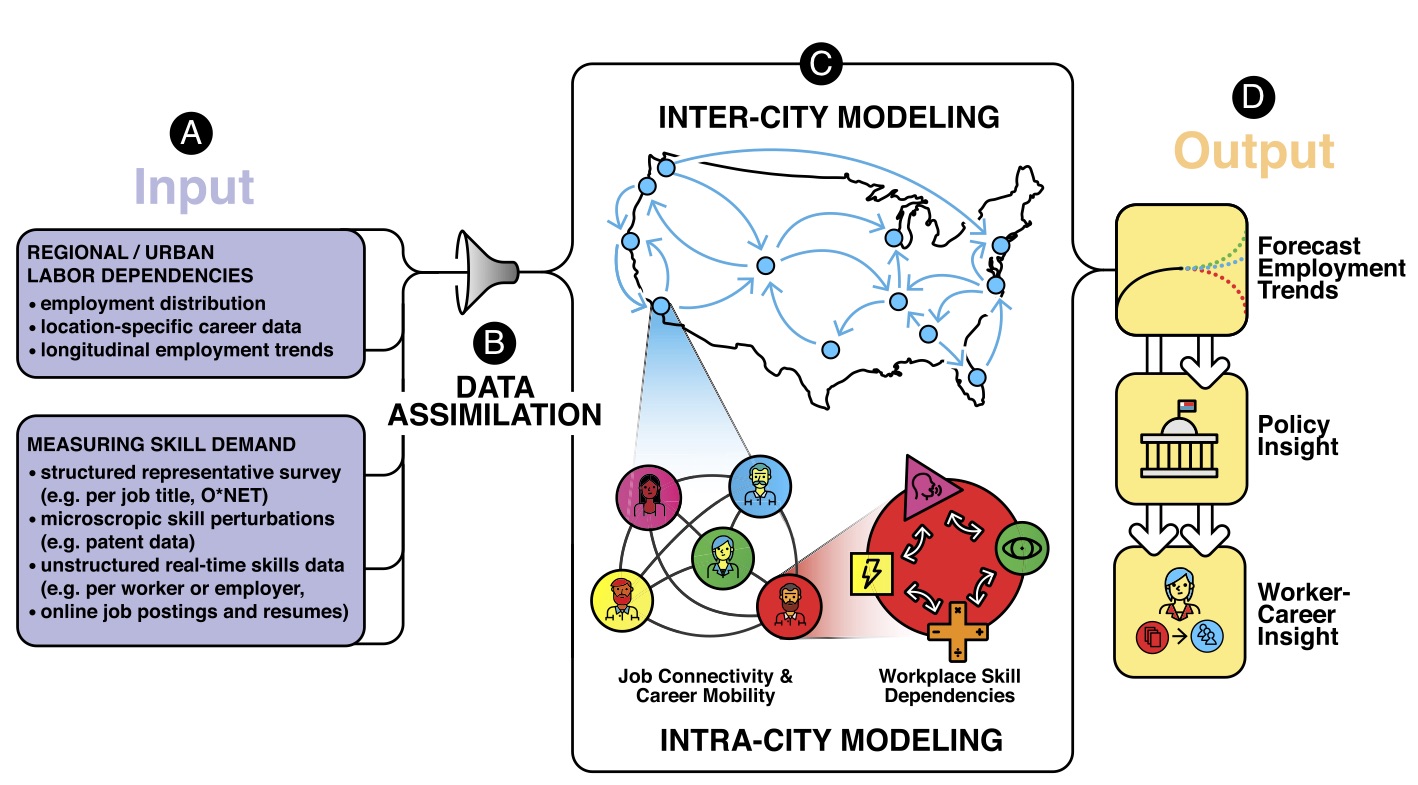 A
Input
REGIONAL / URBAN
LABOR DEPENDENCIES
• employment distribution
• location-specific career data
• longitudinal employment trends
MEASURING SKILL DEMAND
• structured representative survey
(e.g. per job title, O*NET)
• microscropic skill perturbations
(e.g. patent data)
• unstructured real-time skills data
(e.g. per worker or employer,
• online job postings and resumes)
B
DATA
ASSIMILATION
C
INTER-CITY MODELING
Job Connectivity &
Career Mobility
Workplace Skill
Dependencies
INTRA-CITY MODELING
D
Output
Forecast
Employment
Trends
Policy
Insight
Worker-
Career
Insight